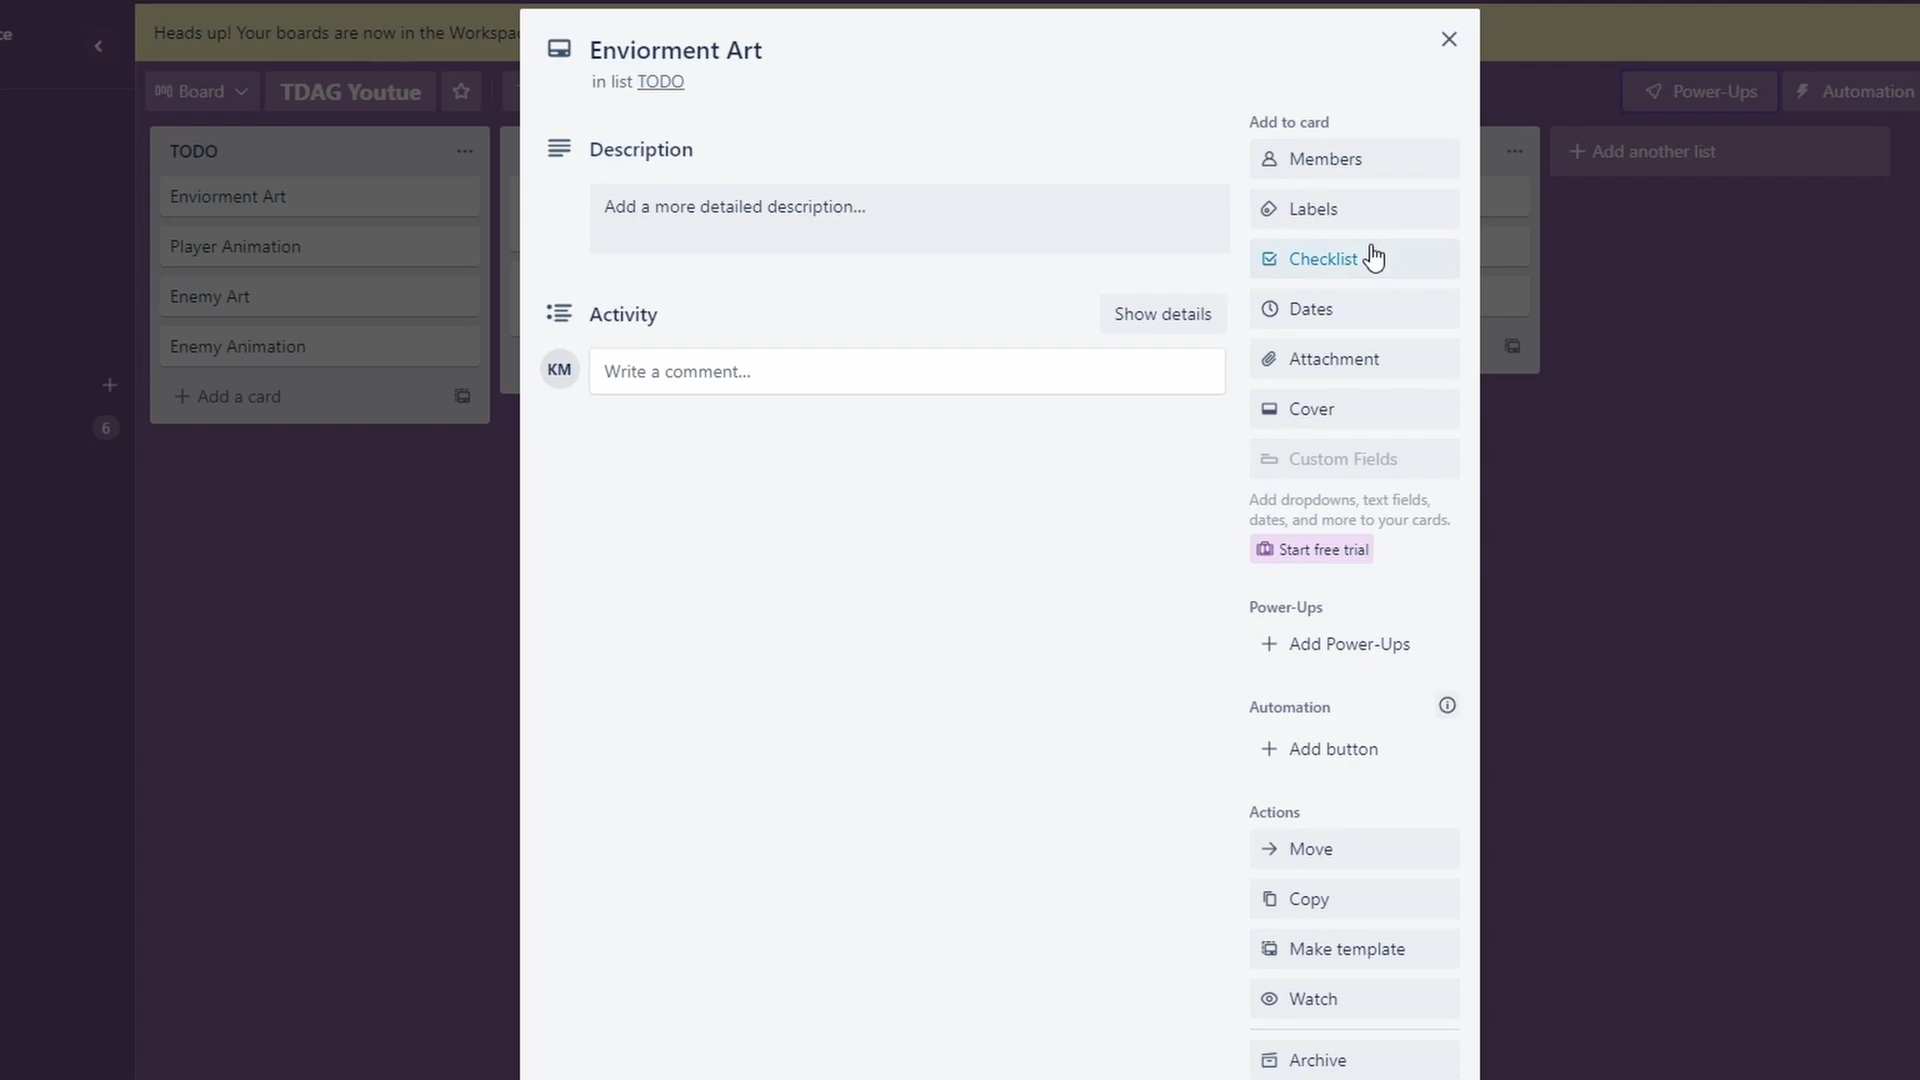 ce
Heads up! Your boards are now in the Workspac
Board
TDAG Youtue
Power-Ups
Automation
TODO
Enviorment Art
Player Animation
Enemy Art
Enemy Animation
Add a card
6
Enviorment Art
in list TODO
Description
Add a more detailed description...
Activity
Show details
KM
Write a comment...
Add to card
Members
Labels
Checklist
Dates
Attachment
Cover
Custom Fields
Add dropdowns, text fields,
dates, and more to your cards.
Start free trial
Power-Ups
Add Power-Ups
Automation
Add button
Actions
Move
Copy
Make template
Watch
Archive
Add another list